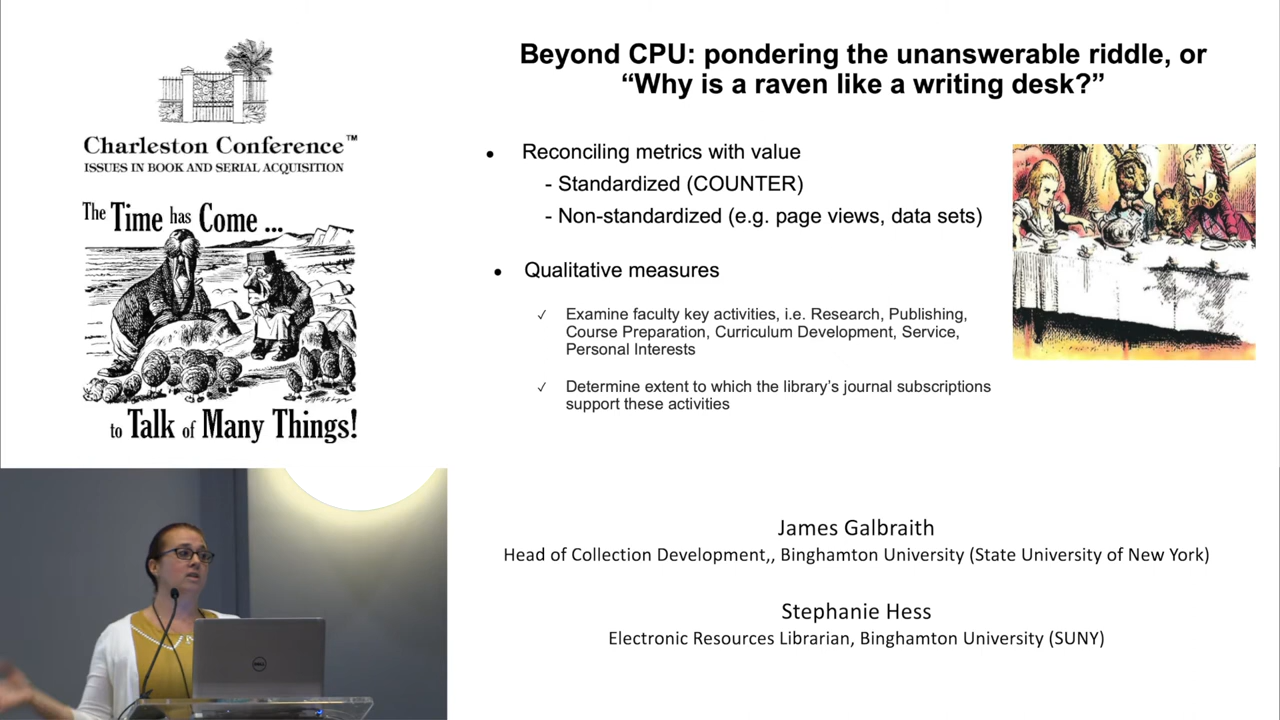 Charleston Conference™
ISSUES IN BOOK AND SERIAL ACQUISITION
The Time has Come ...
to Talk of Many Things!
Beyond CPU: pondering the unanswerable riddle, or
“Why is a raven like a writing desk?”
● Reconciling metrics with value
- Standardized (COUNTER)
- Non-standardized (e.g. page views, data sets)
● Qualitative measures
✓ Examine faculty key activities, i.e. Research, Publishing,
Course Preparation, Curriculum Development, Service,
Personal Interests
✓ Determine extent to which the library’s journal subscriptions
support these activities
James Galbraith
Head of Collection Development,, Binghamton University (State University of New York)
Stephanie Hess
Electronic Resources Librarian, Binghamton University (SUNY)
DELL